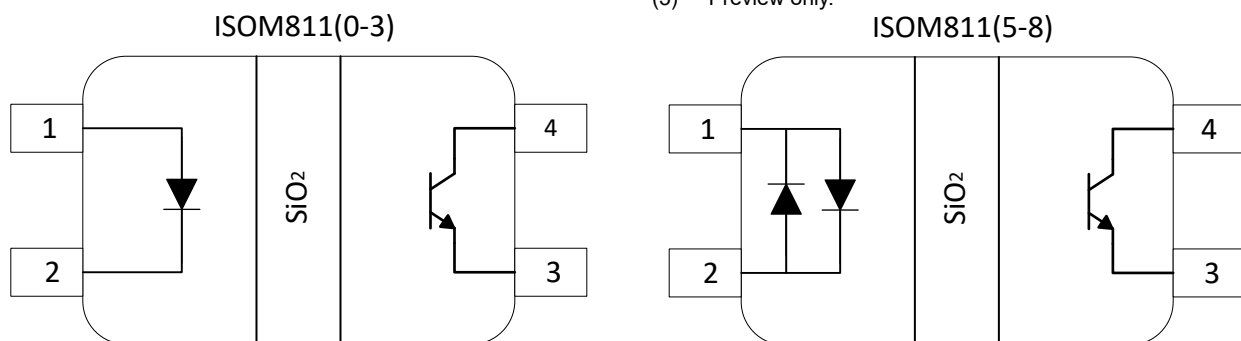 (3) Preview only.
ISOM811(0-3)
1
2
SiO2
4
3
ISOM811(5-8)
1
2
SiO2
4
3